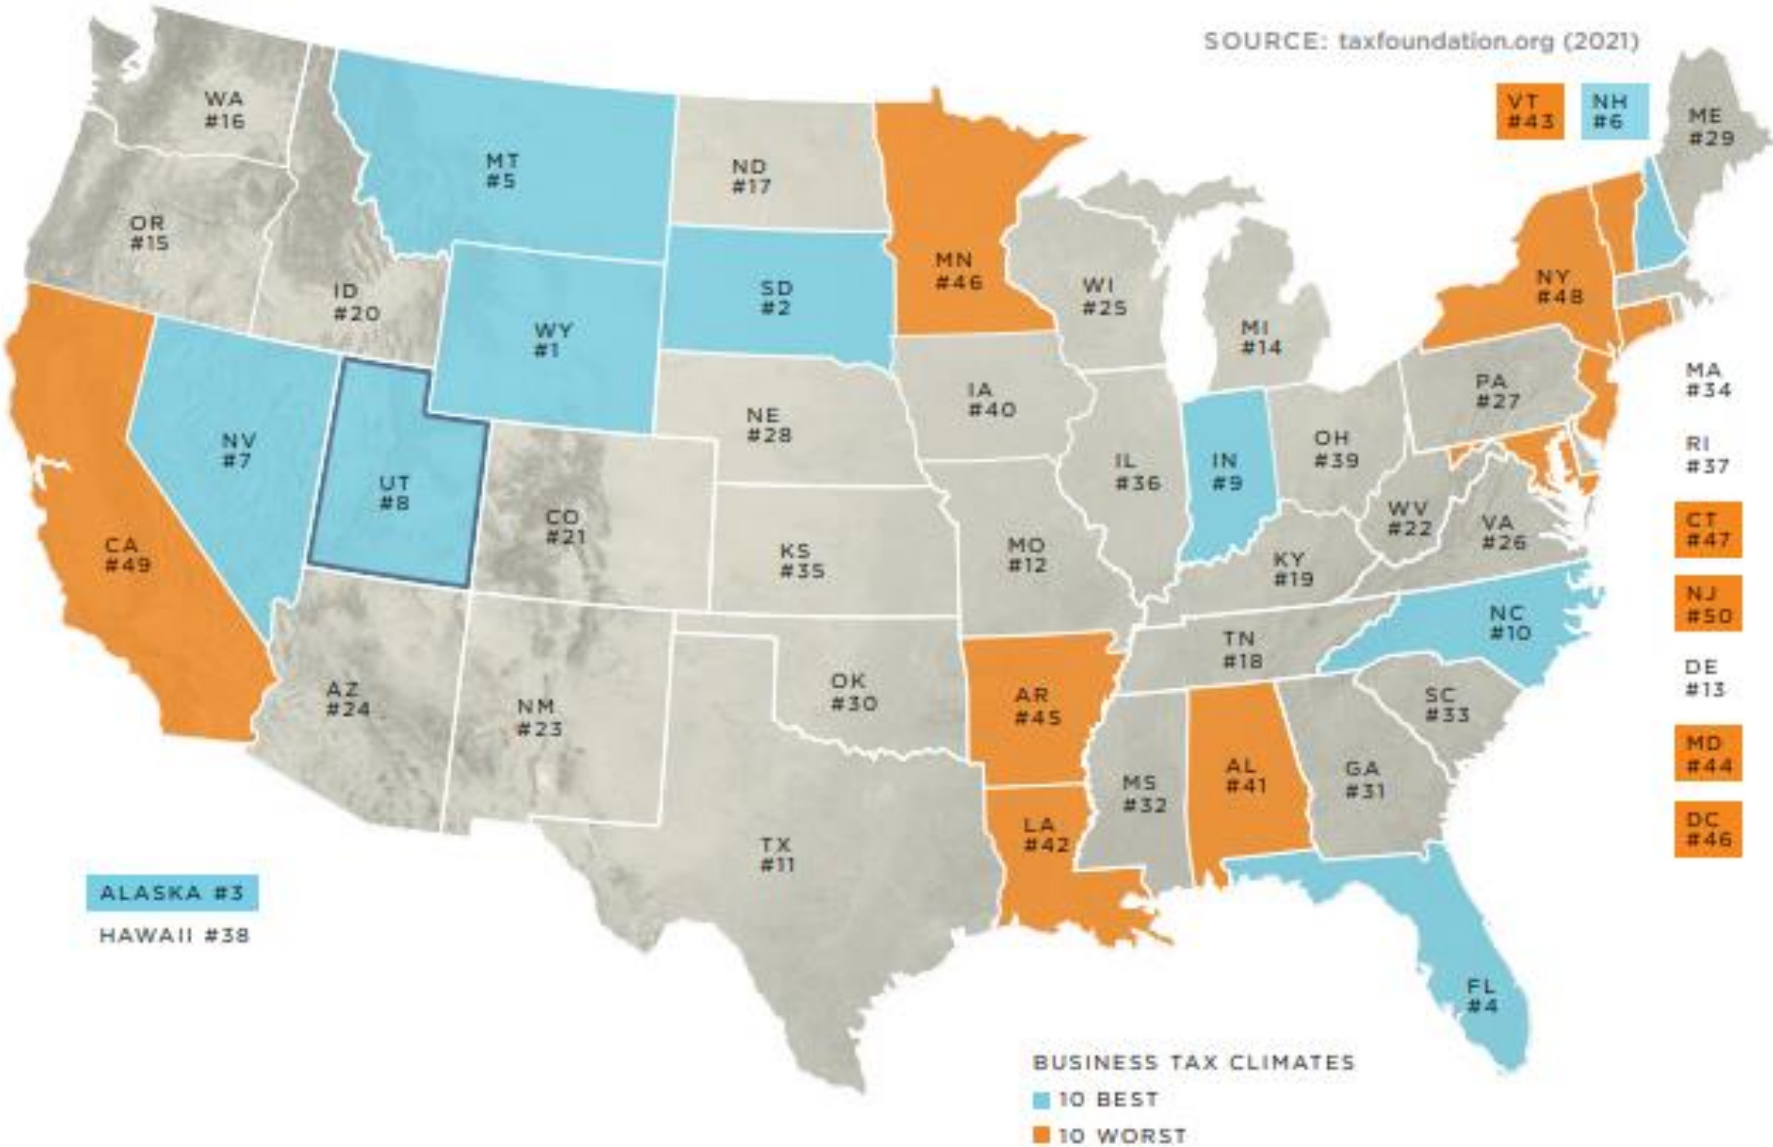 SOURCE: taxfoundation.org (2021)
VT
#43
NH
#6
ME
#29
WA
#16
MT
#5
ND
#17
OR
#15
ID
#20
WY
#1
SD
#2
MN
#46
WI
#25
MI
#14
NY
#48
MA
#34
RI
#37
CT
#47
NJ
#50
DE
#13
MD
#44
DC
#46
NV
#7
UT
#8
CO
#21
NE
#28
IA
#40
IL
#36
IN
#9
OH
#39
PA
#27
WV
#22
VA
#26
CA
#49
KS
#35
MO
#12
KY
#19
NC
#10
TN
#18
AZ
#24
NM
#23
OK
#30
AR
#45
SC
#33
MS
#32
AL
#41
GA
#31
LA
#42
TX
#11
FL
#4
ALASKA #3
HAWAII #38
BUSINESS TAX CLIMATES
10 BEST
10 WORST